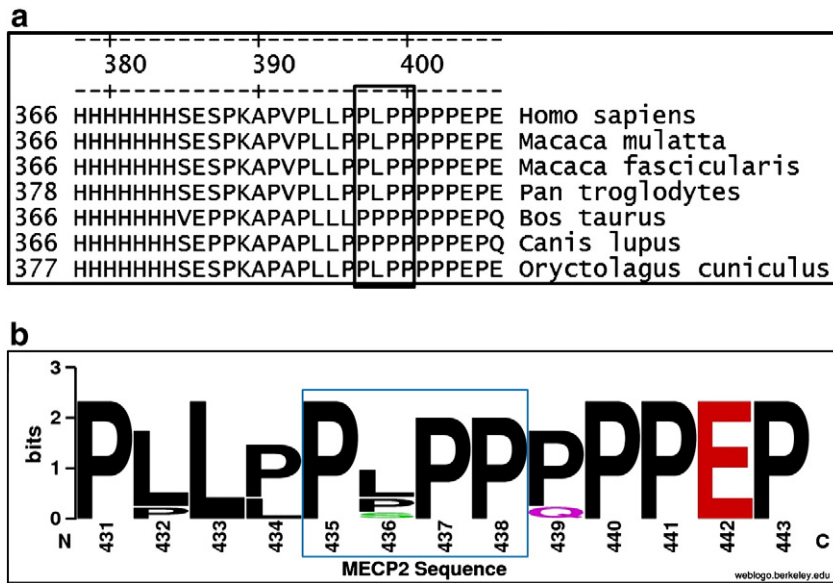 a
--+---------+---------+------
380 390 400
--+---------+---------+------
366 HHHHHHHSESPKAPVPLLPPLPPPPPEPE Homo sapiens
366 HHHHHHHSESPKAPVPLLPPLPPPPPEPE Macaca mulatta
366 HHHHHHHSESPKAPVPLLPPLPPPPPEPE Macaca fascicularis
378 HHHHHHHSESPKAPVPLLPPLPPPPPEPE Pan troglodytes
366 HHHHHHHVEPPKAPAPLLLPPPPPPPEPQ Bos taurus
366 HHHHHHHSEPPKAPAPLLPPPPPPPPEPQ Canis lupus
377 HHHHHHHSESPKAPAPLLPPLPPPPPEPE Oryctolagus cuniculus
b
3
2
1
0
bits
P L L P P L P P P P P E P
P L P Q
N 431 432 433 434 435 436 437 438 439 440 441 442 443 C
MECP2 Sequence
weblogo.berkeley.edu